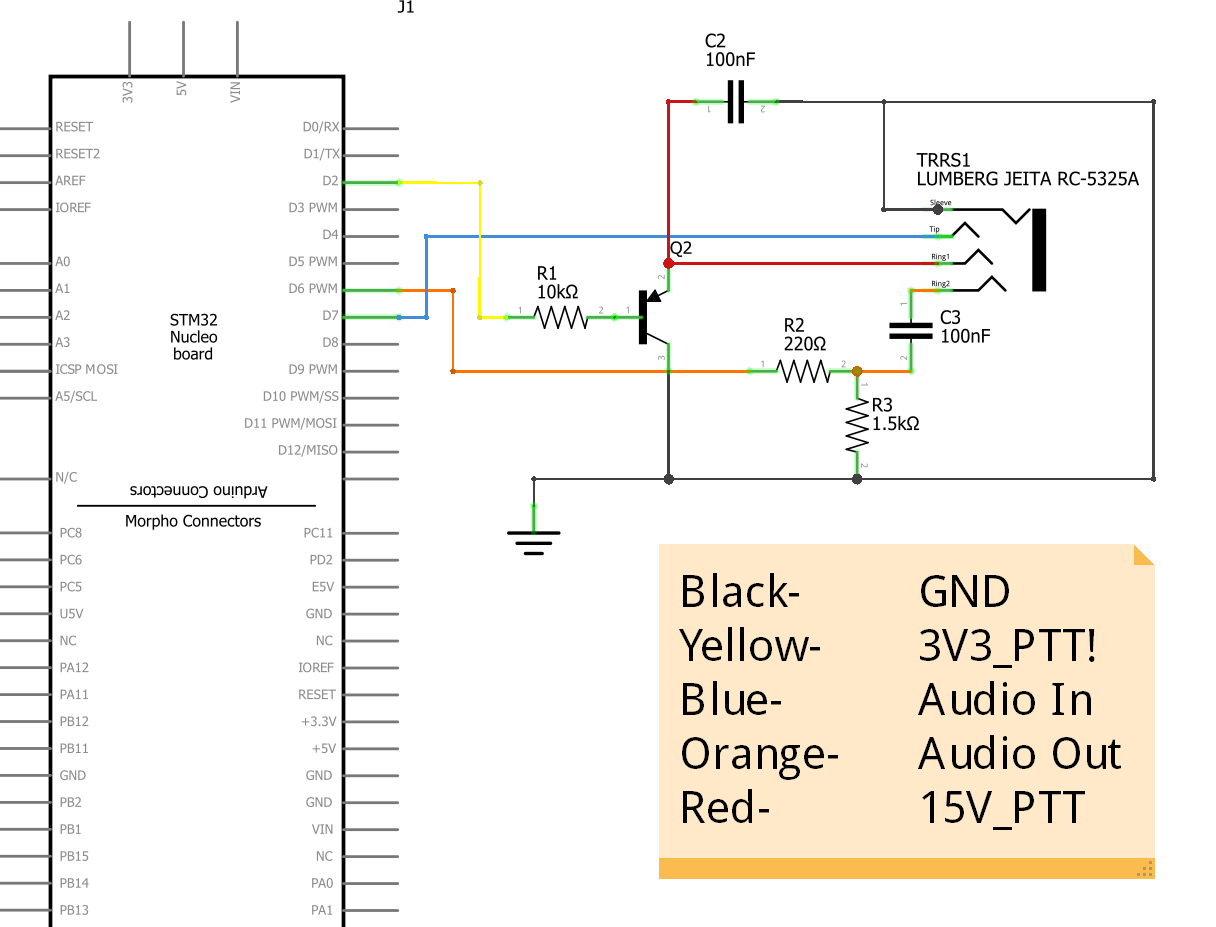 J1
3V3
5V
VIN
RESET
RESET2
AREF
IOREF
A0
A1
A2
A3
ICSP MOSI
A5/SCL
N/C
D0/RX
D1/TX
D2
D3 PWM
D4
D5 PWM
D6 PWM
D7
D8
D9 PWM
D10 PWM/SS
D11 PWM/MOSI
D12/MISO
STM32
Nucleo
board
Arduino Connectors
Morpho Connectors
PC8
PC6
PC5
U5V
NC
PA12
PA11
PB12
PB11
GND
PB2
PB1
PB15
PB14
PB13
PC11
PD2
E5V
GND
NC
IOREF
RESET
+3.3V
+5V
GND
GND
VIN
NC
PA0
PA1
C2
100nF
1
2
TRRS1
LUMBERG JEITA RC-5325A
Sleeve
Tip
Ring1
Ring2
Q2
2
1
3
R1
10kΩ
1
2
R2
220Ω
1
2
C3
100nF
1
2
R3
1.5kΩ
1
2
Black- GND
Yellow- 3V3_PTT!
Blue- Audio In
Orange- Audio Out
Red- 15V_PTT